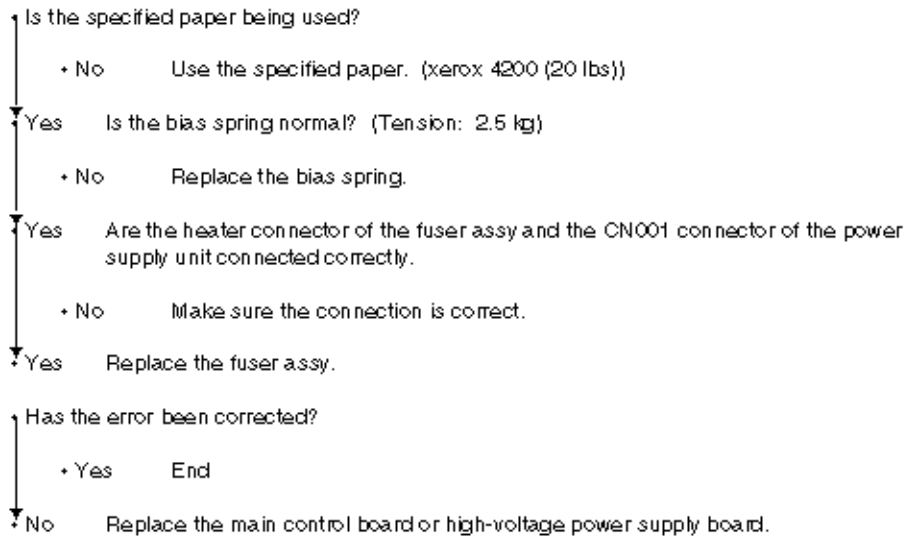 Is the specified paper being used?
• No Use the specified paper. (xerox 4200 (20 lbs))
Yes Is the bias spring normal? (Tension: 2.5 kg)
• No Replace the bias spring.
Yes Are the heater connector of the fuser assy and the CN001 connector of the power
supply unit connected correctly.
• No Make sure the connection is correct.
• Yes Replace the fuser assy.
Has the error been corrected?
• Yes End
• No Replace the main control board or high-voltage power supply board.